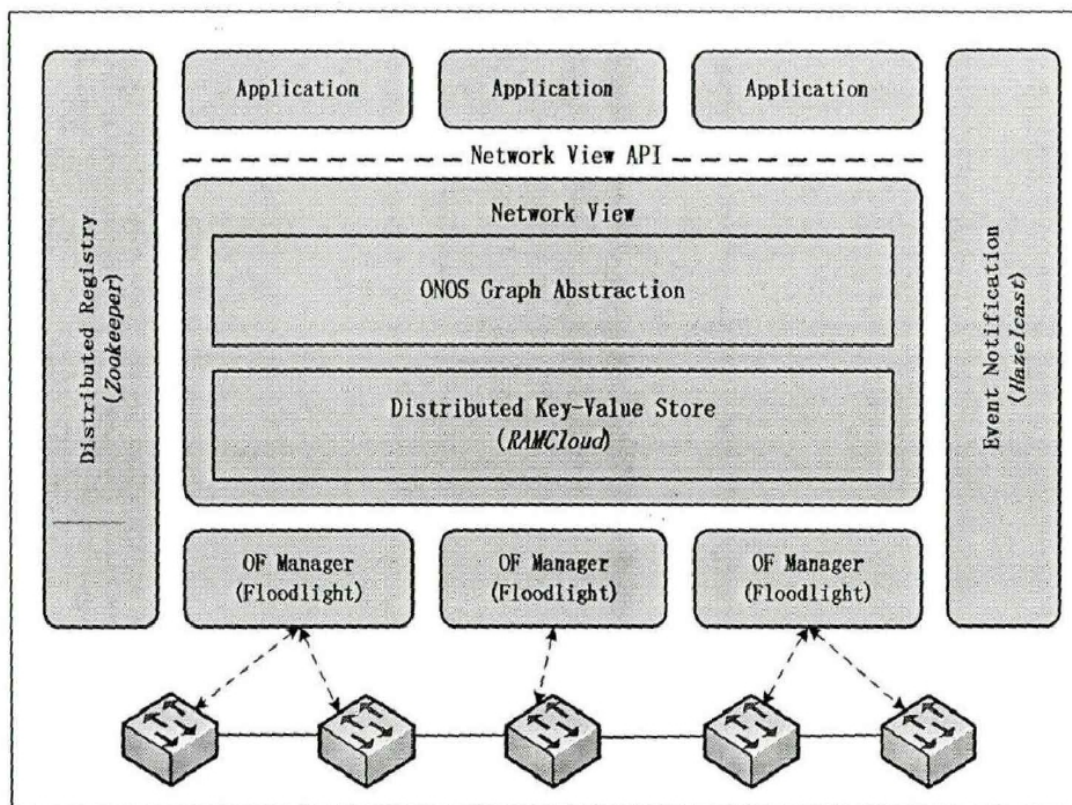 Distributed Registry
(Zookeeper)
Application
Application
Application
Network View API
Network View
ONOS Graph Abstraction
Distributed Key-Value Store
(RAMCloud)
OF Manager
(Floodlight)
OF Manager
(Floodlight)
OF Manager
(Floodlight)
Event Notification
(Hazelcast)